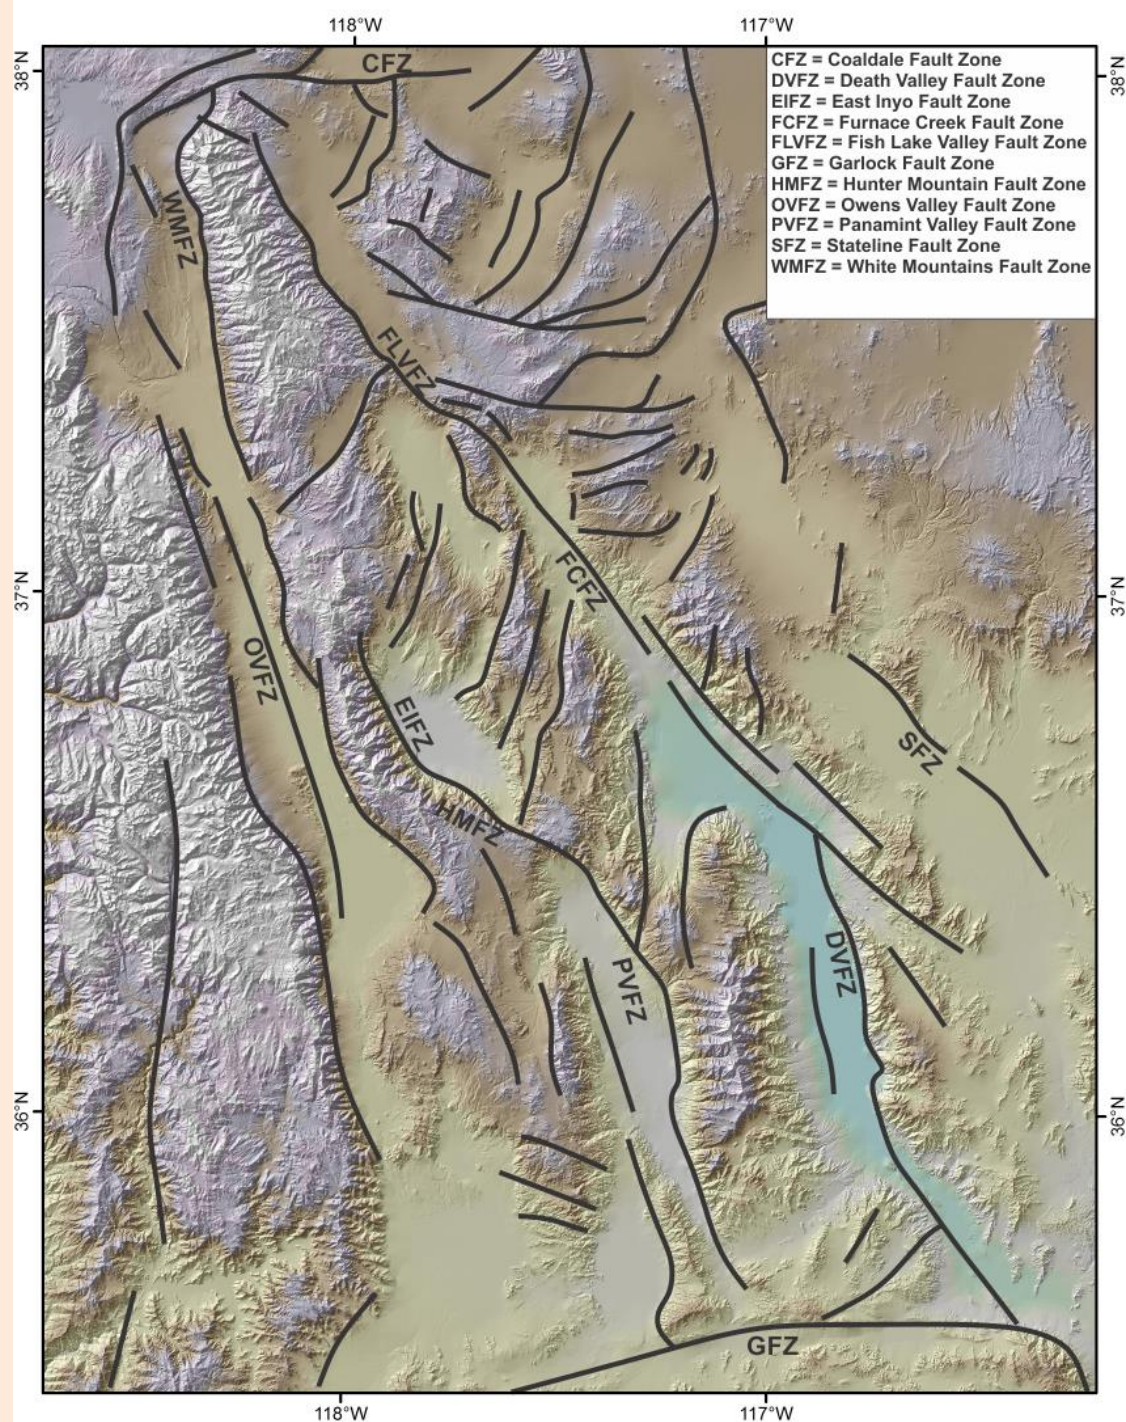 118°W
117°W
38°N
38°N
CFZ
CFZ = Coaldale Fault Zone
DVFZ = Death Valley Fault Zone
EIFZ = East Inyo Fault Zone
FCFZ = Furnace Creek Fault Zone
FLVFZ = Fish Lake Valley Fault Zone
GFZ = Garlock Fault Zone
HMFZ = Hunter Mountain Fault Zone
OVFZ = Owens Valley Fault Zone
PVFZ = Panamint Valley Fault Zone
SFZ = Stateline Fault Zone
WMFZ = White Mountains Fault Zone
WMFZ
FLVFZ
FCFZ
37°N
37°N
OVFZ
EIFZ
SFZ
HMFZ
DVFZ
PVFZ
36°N
36°N
GFZ
118°W
117°W